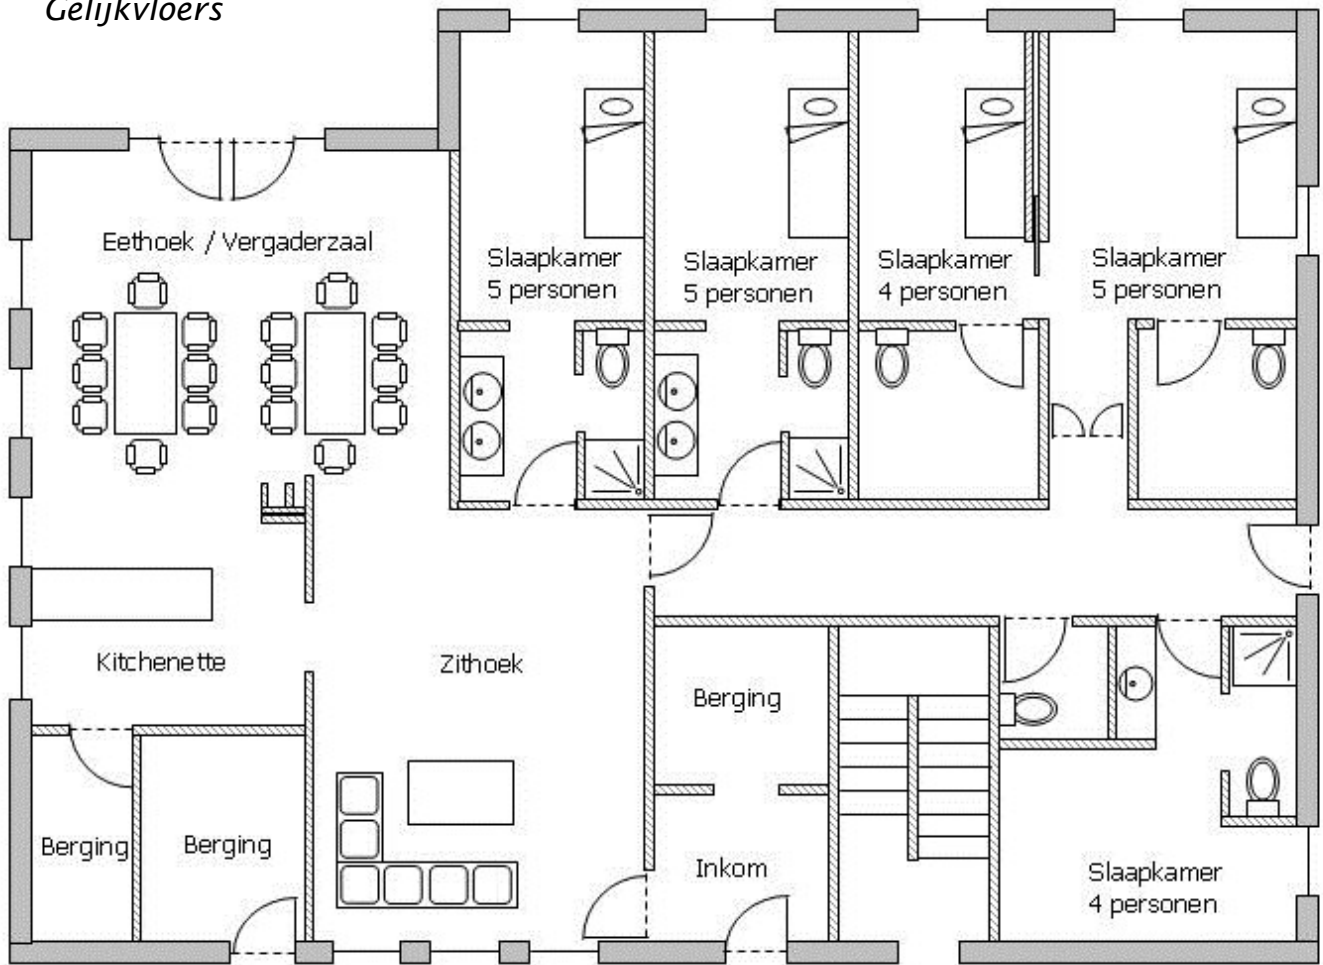 Gelijkvloers
Eethoek / Vergaderzaal
Slaapkamer
5 personen
Slaapkamer
5 personen
Slaapkamer
4 personen
Slaapkamer
5 personen
Kitchenette
Zithoek
Berging
Berging
Berging
Inkom
Slaapkamer
4 personen